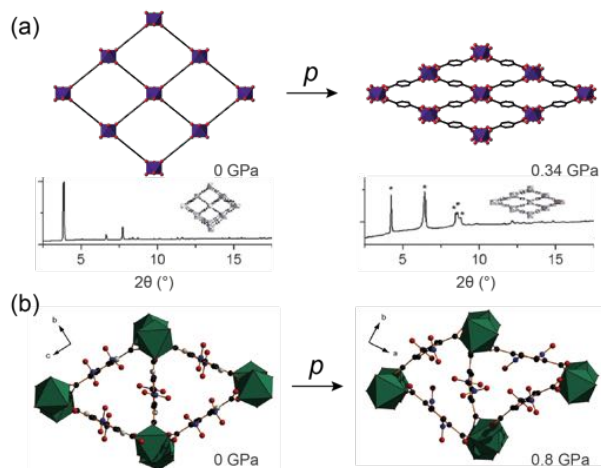 (a)
p
0 GPa
0.34 GPa
5 10 15
2θ (°)
* * * * *
5 10 15
2θ (°)
(b)
b
c
p
b
a
0 GPa
0.8 GPa